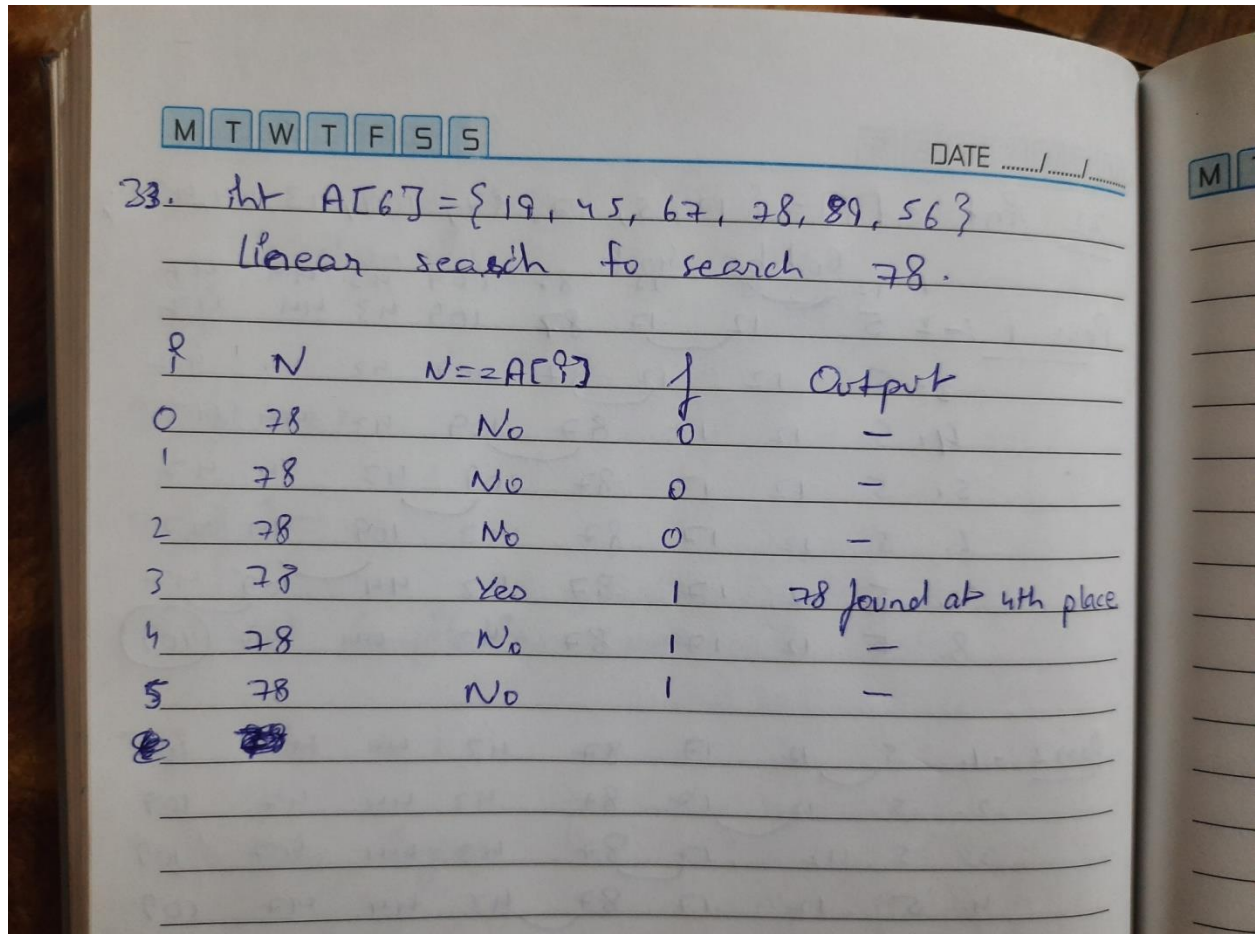 M T W T F S S
DATE ....../....../......
M
33. int A[6] = {19, 45, 67, 78, 89, 56}
linear search to search 78.
i N N==A[i] f Output
0 78 No 0 –
1 78 No 0 –
2 78 No 0 –
3 78 Yes 1 78 found at 4th place
4 78 No 1 –
5 78 No 1 –